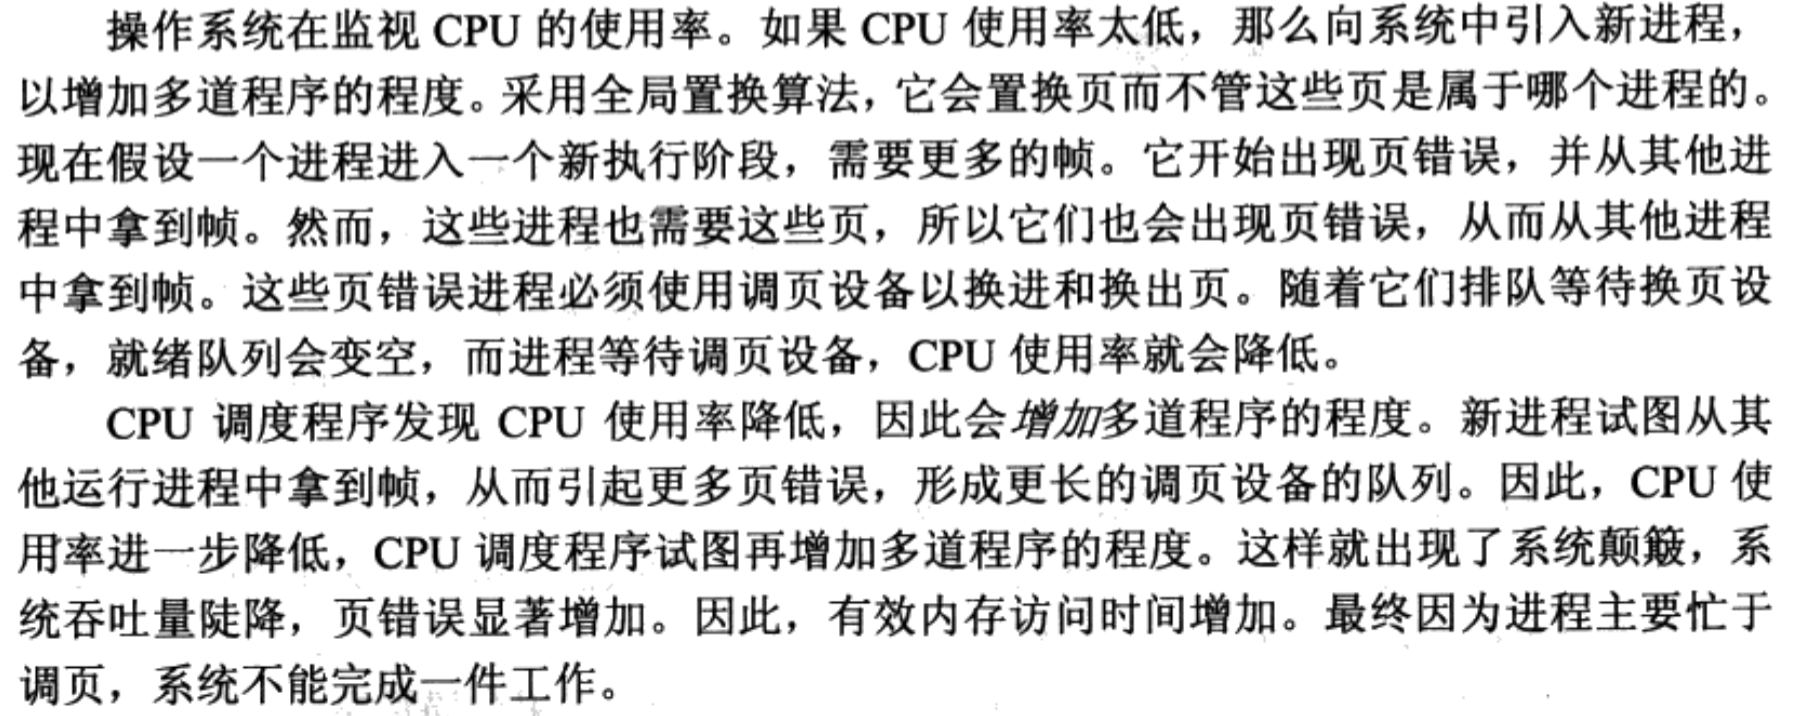 操作系统在监视 CPU 的使用率。如果 CPU 使用率太低，那么向系统中引入新进程，
以增加多道程序的程度。采用全局置换算法，它会置换页而不管这些页是属于哪个进程的。
现在假设一个进程进入一个新执行阶段，需要更多的帧。它开始出现页错误，并从其他进
程中拿到帧。然而，这些进程也需要这些页，所以它们也会出现页错误，从而从其他进程
中拿到帧。这些页错误进程必须使用调页设备以换进和换出页。随着它们排队等待换页设
备，就绪队列会变空，而进程等待调页设备，CPU 使用率就会降低。
CPU 调度程序发现 CPU 使用率降低，因此会增加多道程序的程度。新进程试图从其
他运行进程中拿到帧，从而引起更多页错误，形成更长的调页设备的队列。因此，CPU 使
用率进一步降低，CPU 调度程序试图再增加多道程序的程度。这样就出现了系统颠簸，系
统吞吐量陡降，页错误显著增加。因此，有效内存访问时间增加。最终因为进程主要忙于
调页，系统不能完成一件工作。